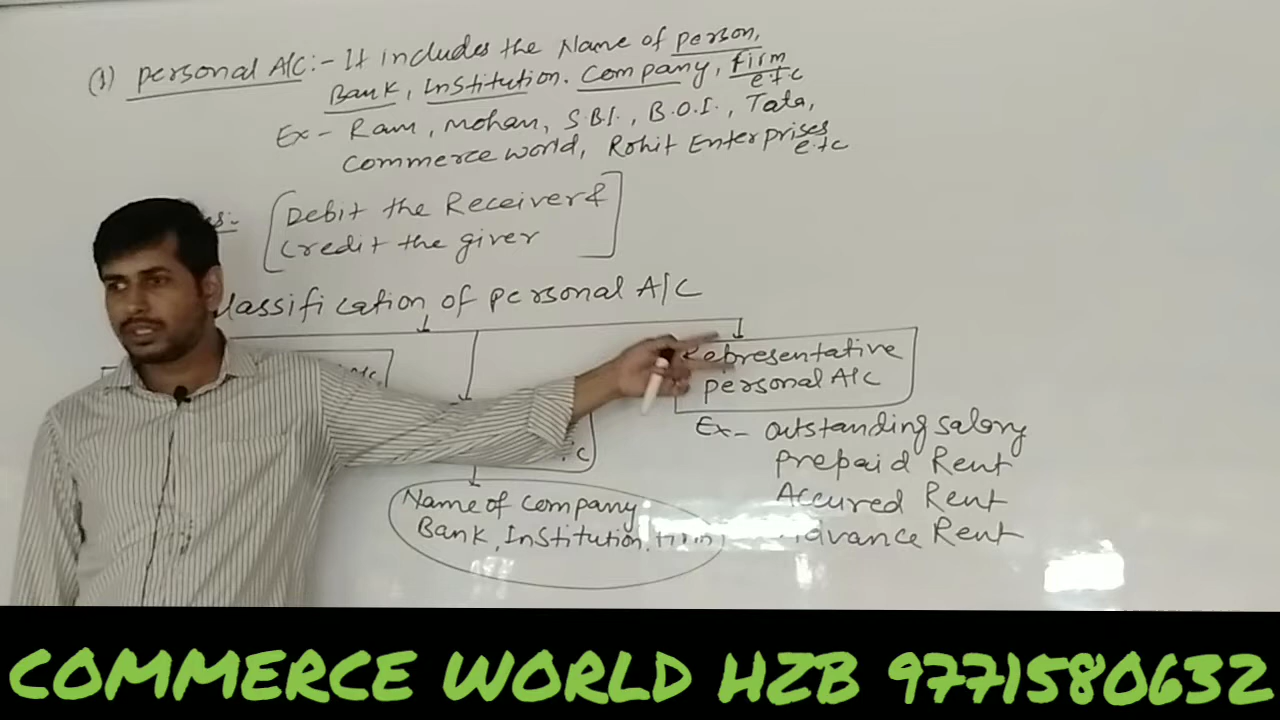 (1) personal A/C:- It includes the Name of person,
Bank, Institution. Company, firm
etc
Ex- Ram, Mohan, S.B.I., B.O.I., Tata,
Commerce world, Rohit Enterprises
etc
Debit the Receiver &
Credit the giver
lassification of personal A/C
Representative
personal A/C
Ex- outstanding salary
prepaid Rent
Accured Rent
Advance Rent
Name of company
Bank, Institution, firm
COMMERCE WORLD HZB 9771580632